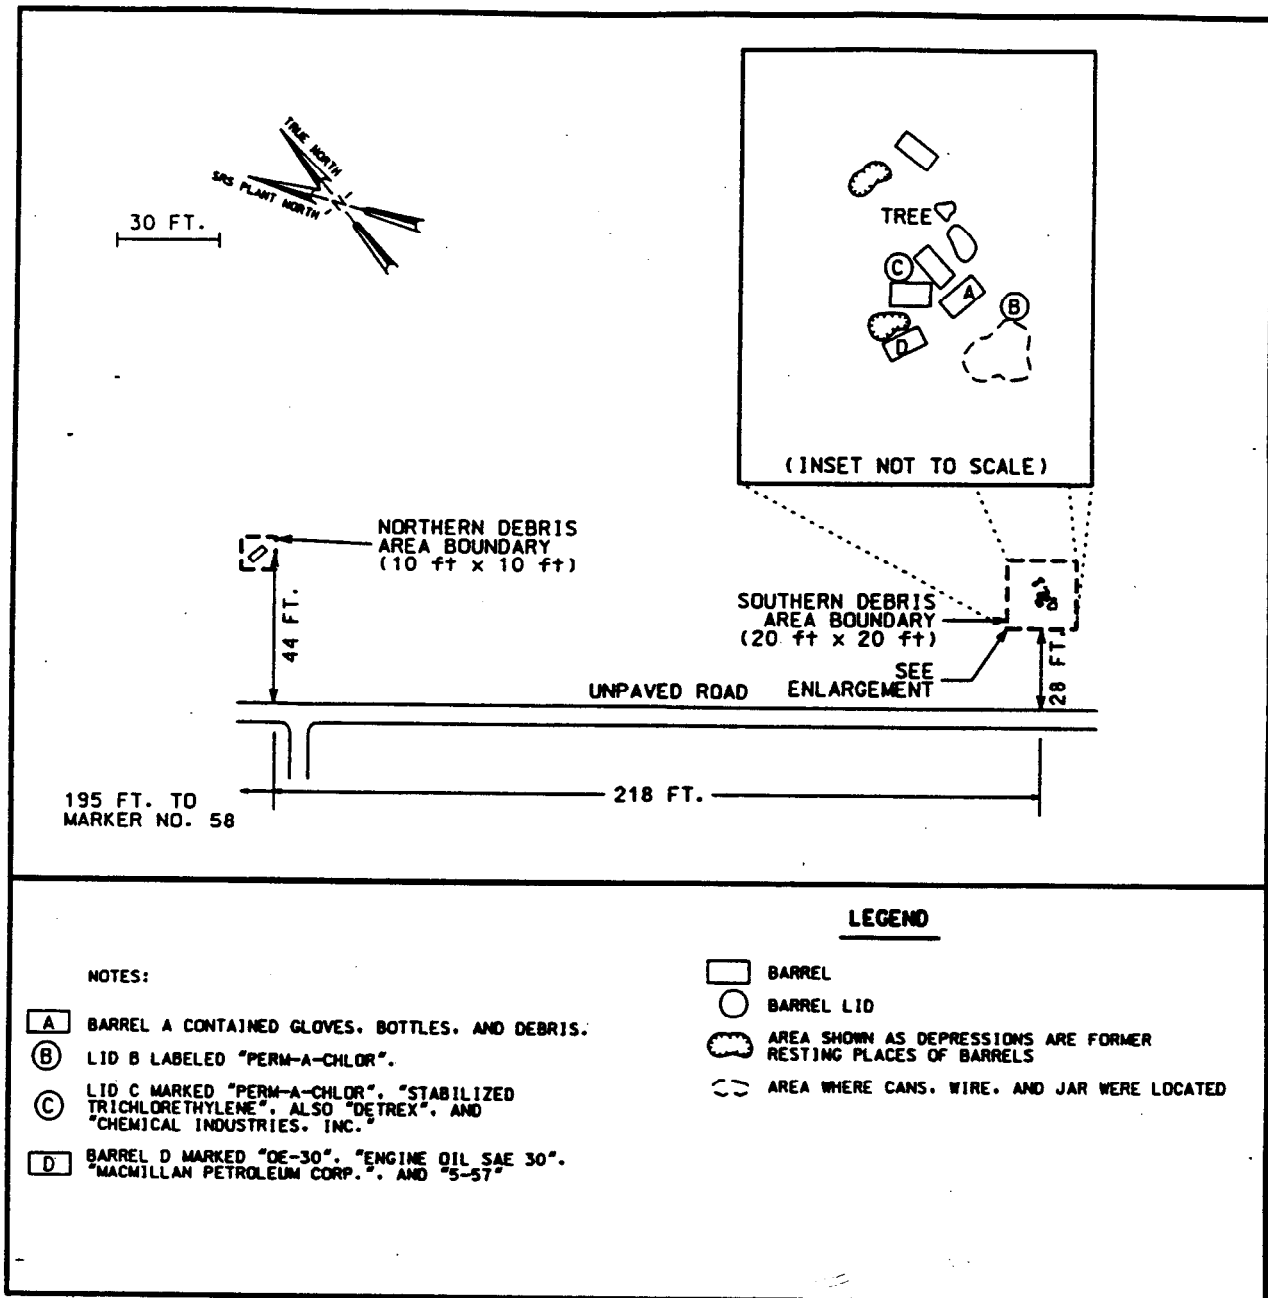 TRUE NORTH
SRS PLANT NORTH
N
30 FT.
TREE
C
A
B
D
(INSET NOT TO SCALE)
NORTHERN DEBRIS
AREA BOUNDARY
(10 ft x 10 ft)
44 FT.
SOUTHERN DEBRIS
AREA BOUNDARY
(20 ft x 20 ft)
SEE
ENLARGEMENT
28 FT.
UNPAVED ROAD
218 FT.
195 FT. TO
MARKER NO. 58
NOTES:
A BARREL A CONTAINED GLOVES, BOTTLES, AND DEBRIS.
B LID B LABELED "PERM-A-CHLOR".
C LID C MARKED "PERM-A-CHLOR", "STABILIZED
TRICHLORETHYLENE", ALSO "DETREX", AND
"CHEMICAL INDUSTRIES, INC."
D BARREL D MARKED "OE-30", "ENGINE OIL SAE 30",
"MACMILLAN PETROLEUM CORP.", AND "5-57"
LEGEND
BARREL
BARREL LID
AREA SHOWN AS DEPRESSIONS ARE FORMER
RESTING PLACES OF BARRELS
AREA WHERE CANS, WIRE, AND JAR WERE LOCATED